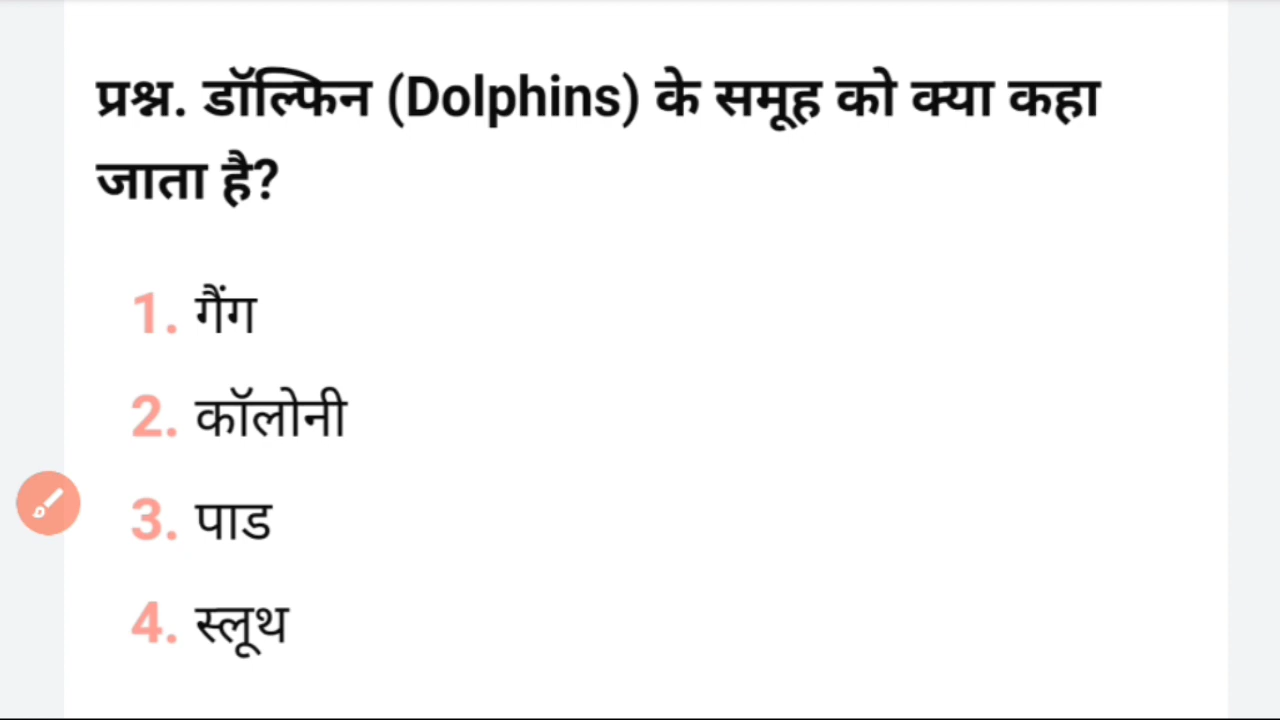 प्रश्न. डॉल्फिन (Dolphins) के समूह को क्या कहा
जाता है?
1. गैंग
2. कॉलोनी
3. पाड
4. स्लूथ